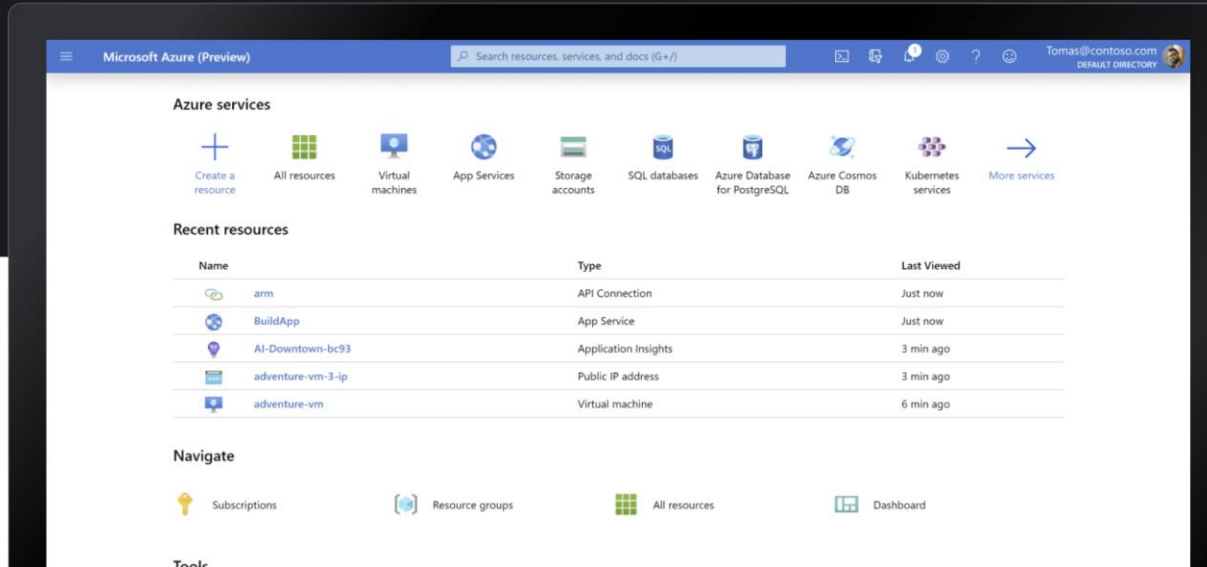 Microsoft Azure (Preview)
Search resources, services, and docs (G+/)
1
Tomas@contoso.com
DEFAULT DIRECTORY
Azure services
Create a
resource
All resources
Virtual
machines
App Services
Storage
accounts
SQL
SQL databases
Azure Database
for PostgreSQL
Azure Cosmos
DB
Kubernetes
services
More services
Recent resources
Name Type Last Viewed
arm API Connection Just now
BuildApp App Service Just now
AI-Downtown-bc93 Application Insights 3 min ago
adventure-vm-3-ip Public IP address 3 min ago
adventure-vm Virtual machine 6 min ago
Navigate
Subscriptions Resource groups All resources Dashboard
Tools